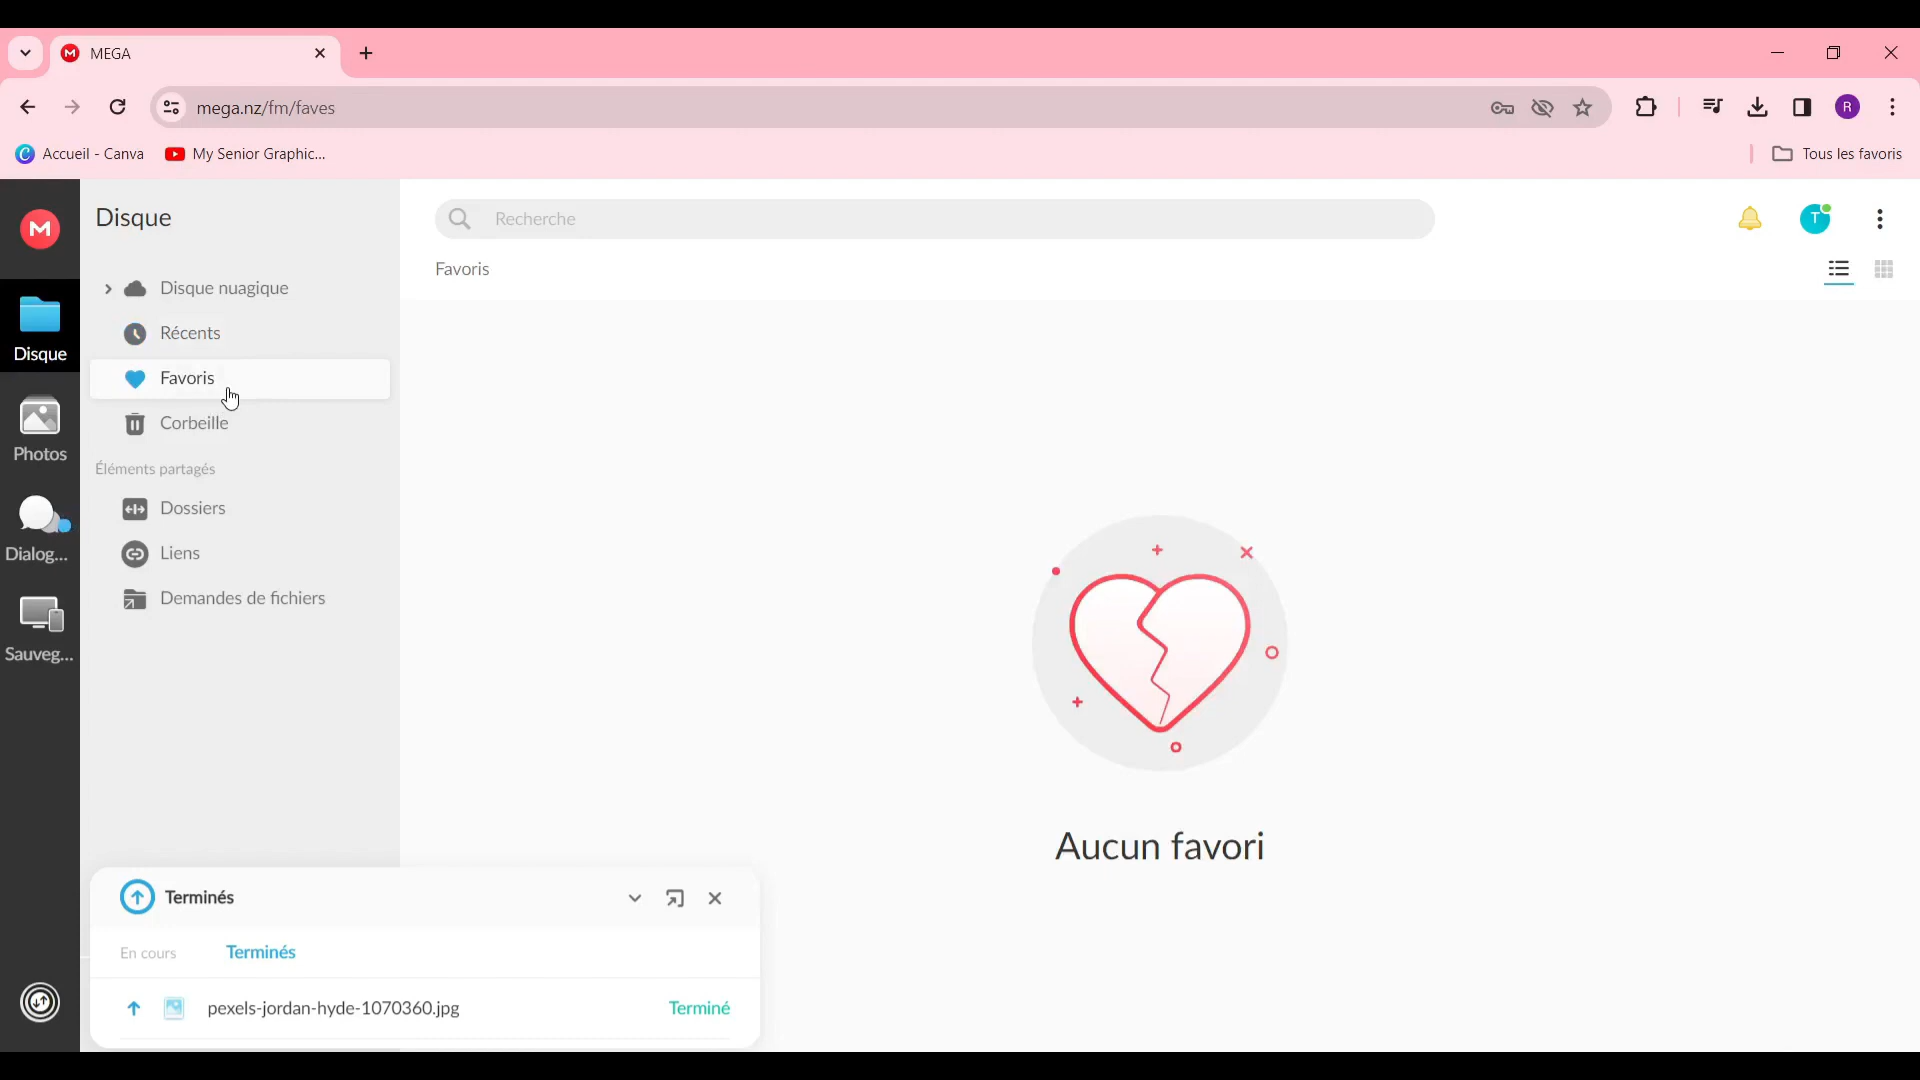 MEGA
mega.nz/fm/faves
R
Accueil - Canva
My Senior Graphic...
Tous les favoris
M
Disque
Recherche
T
Favoris
Disque nuagique
Récents
Favoris
Corbeille
Éléments partagés
Dossiers
Liens
Demandes de fichiers
Disque
Photos
Dialog...
Sauveg...
Aucun favori
Terminés
En cours
Terminés
pexels-jordan-hyde-1070360.jpg
Terminé